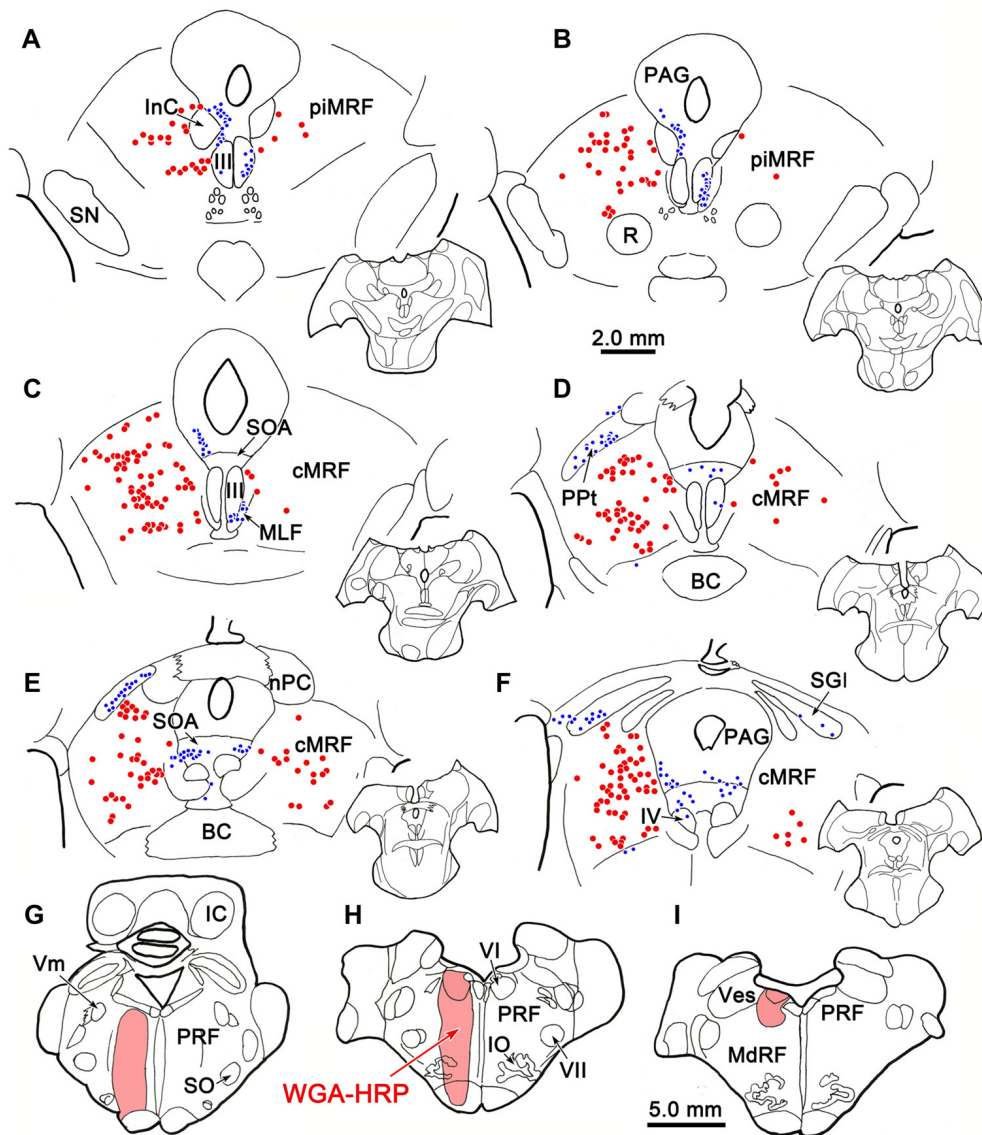 A
InC
piMRF
III
SN
B
PAG
piMRF
R
2.0 mm
C
SOA
cMRF
III
MLF
D
PPt
cMRF
BC
E
nPC
SOA
cMRF
BC
F
SGI
PAG
cMRF
IV
G
IC
Vm
PRF
SO
H
VI
PRF
IO
VII
WGA-HRP
I
Ves
PRF
MdRF
5.0 mm